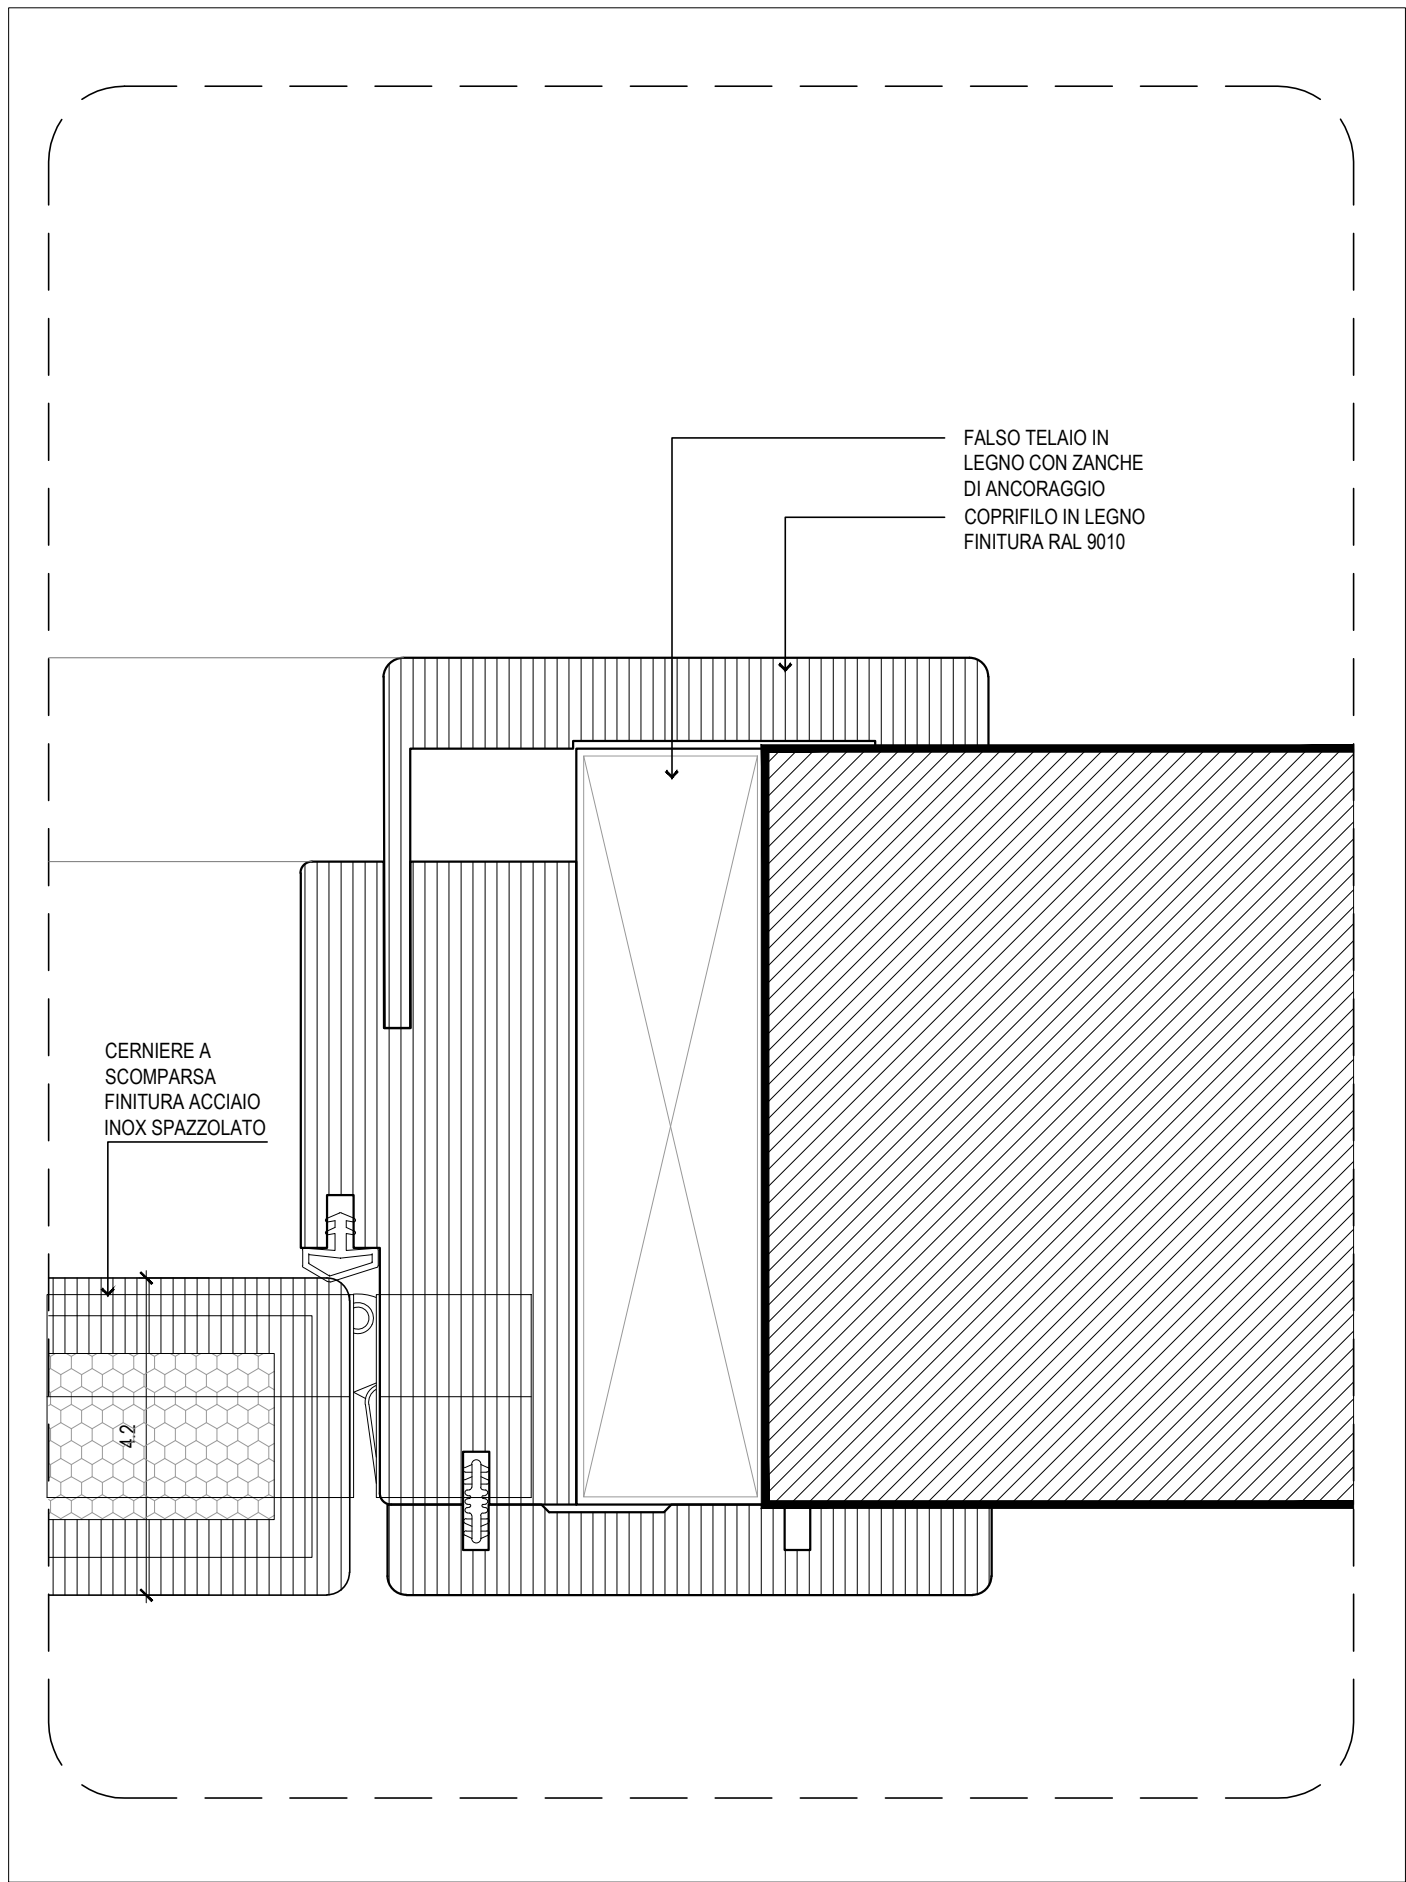 FALSO TELAIO IN
LEGNO CON ZANCHE
DI ANCORAGGIO
COPRIFILO IN LEGNO
FINITURA RAL 9010
CERNIERE A
SCOMPARSA
FINITURA ACCIAIO
INOX SPAZZOLATO
4.2